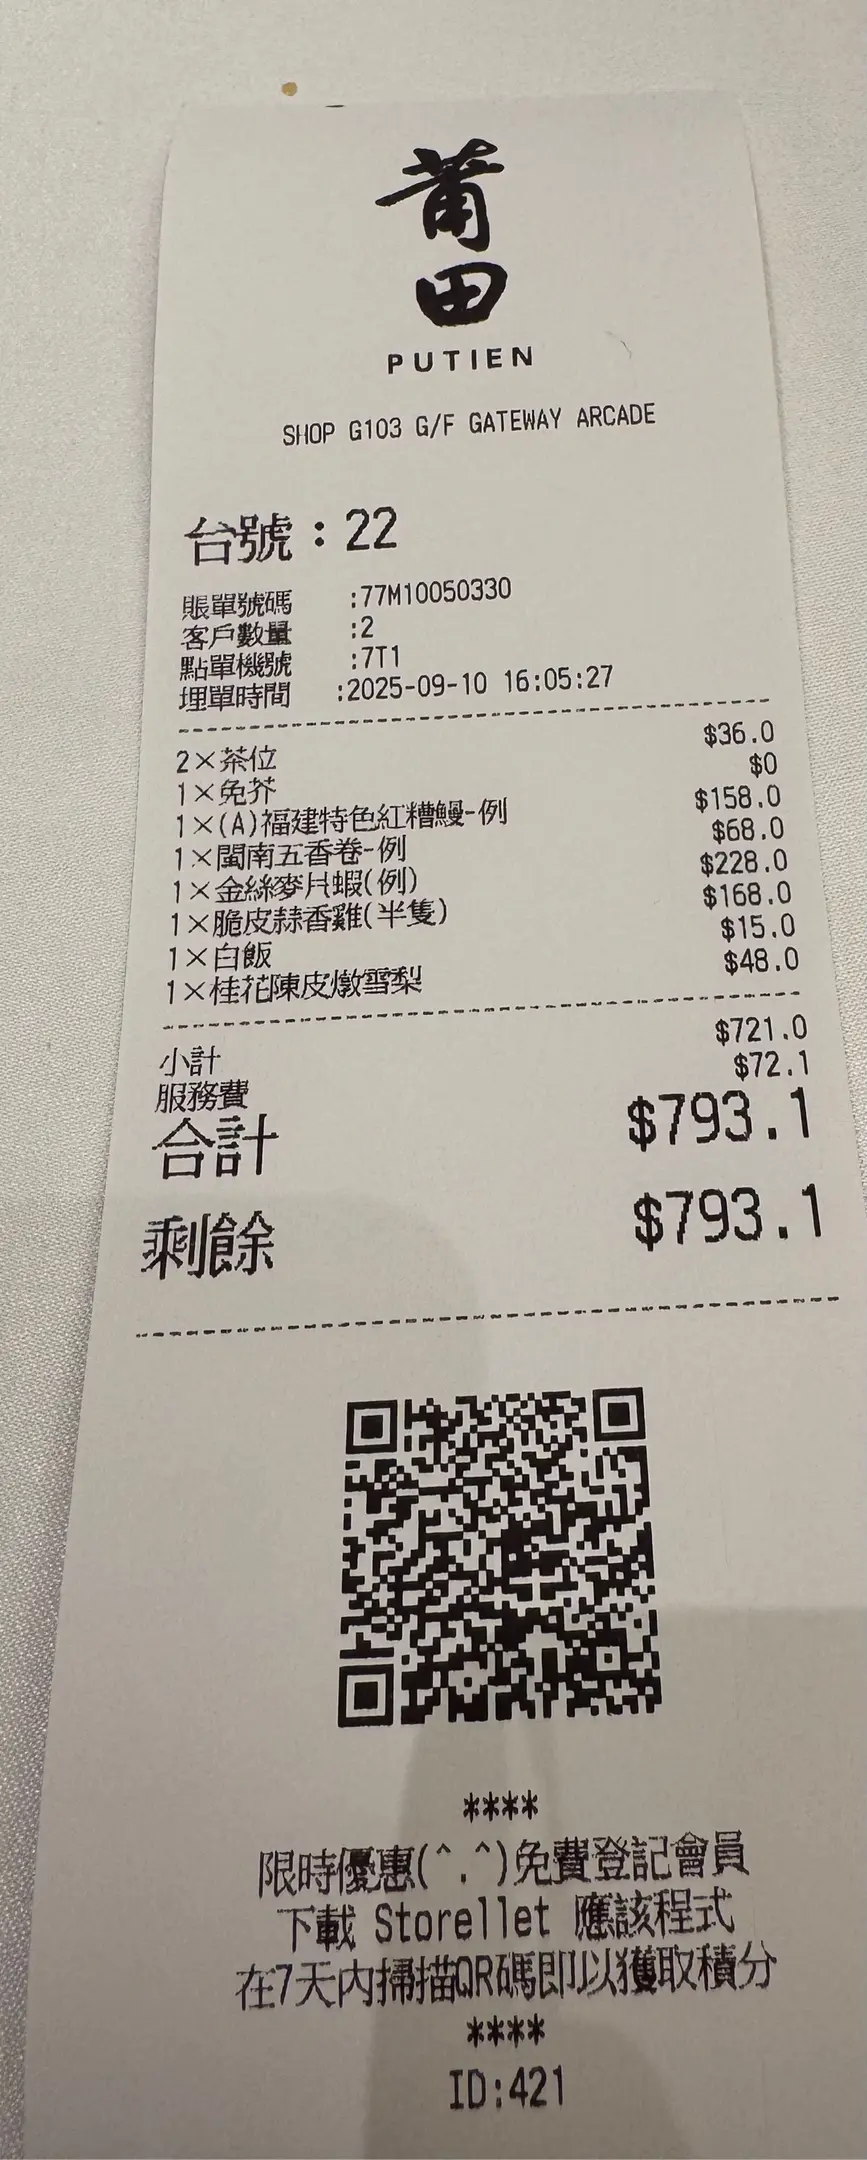 莆
田
PUTIEN
SHOP G103 G/F GATEWAY ARCADE
台號：22
賬單號碼 :77M10050330
客戶數量 :2
點單機號 :7T1
埋單時間 :2025-09-10 16:05:27
2×茶位 $36.0
1×免芥 $0
1×(A)福建特色紅糟鰻-例 $158.0
1×閩南五香卷-例 $68.0
1×金絲麥片蝦(例) $228.0
1×脆皮蒜香雞(半隻) $168.0
1×白飯 $15.0
1×桂花陳皮燉雪梨 $48.0
小計 $721.0
服務費 $72.1
合計 $793.1
剩餘 $793.1
****
限時優惠(^.^)免費登記會員
下載 Storellet 應該程式
在7天內掃描QR碼即以獲取積分
****
ID:421